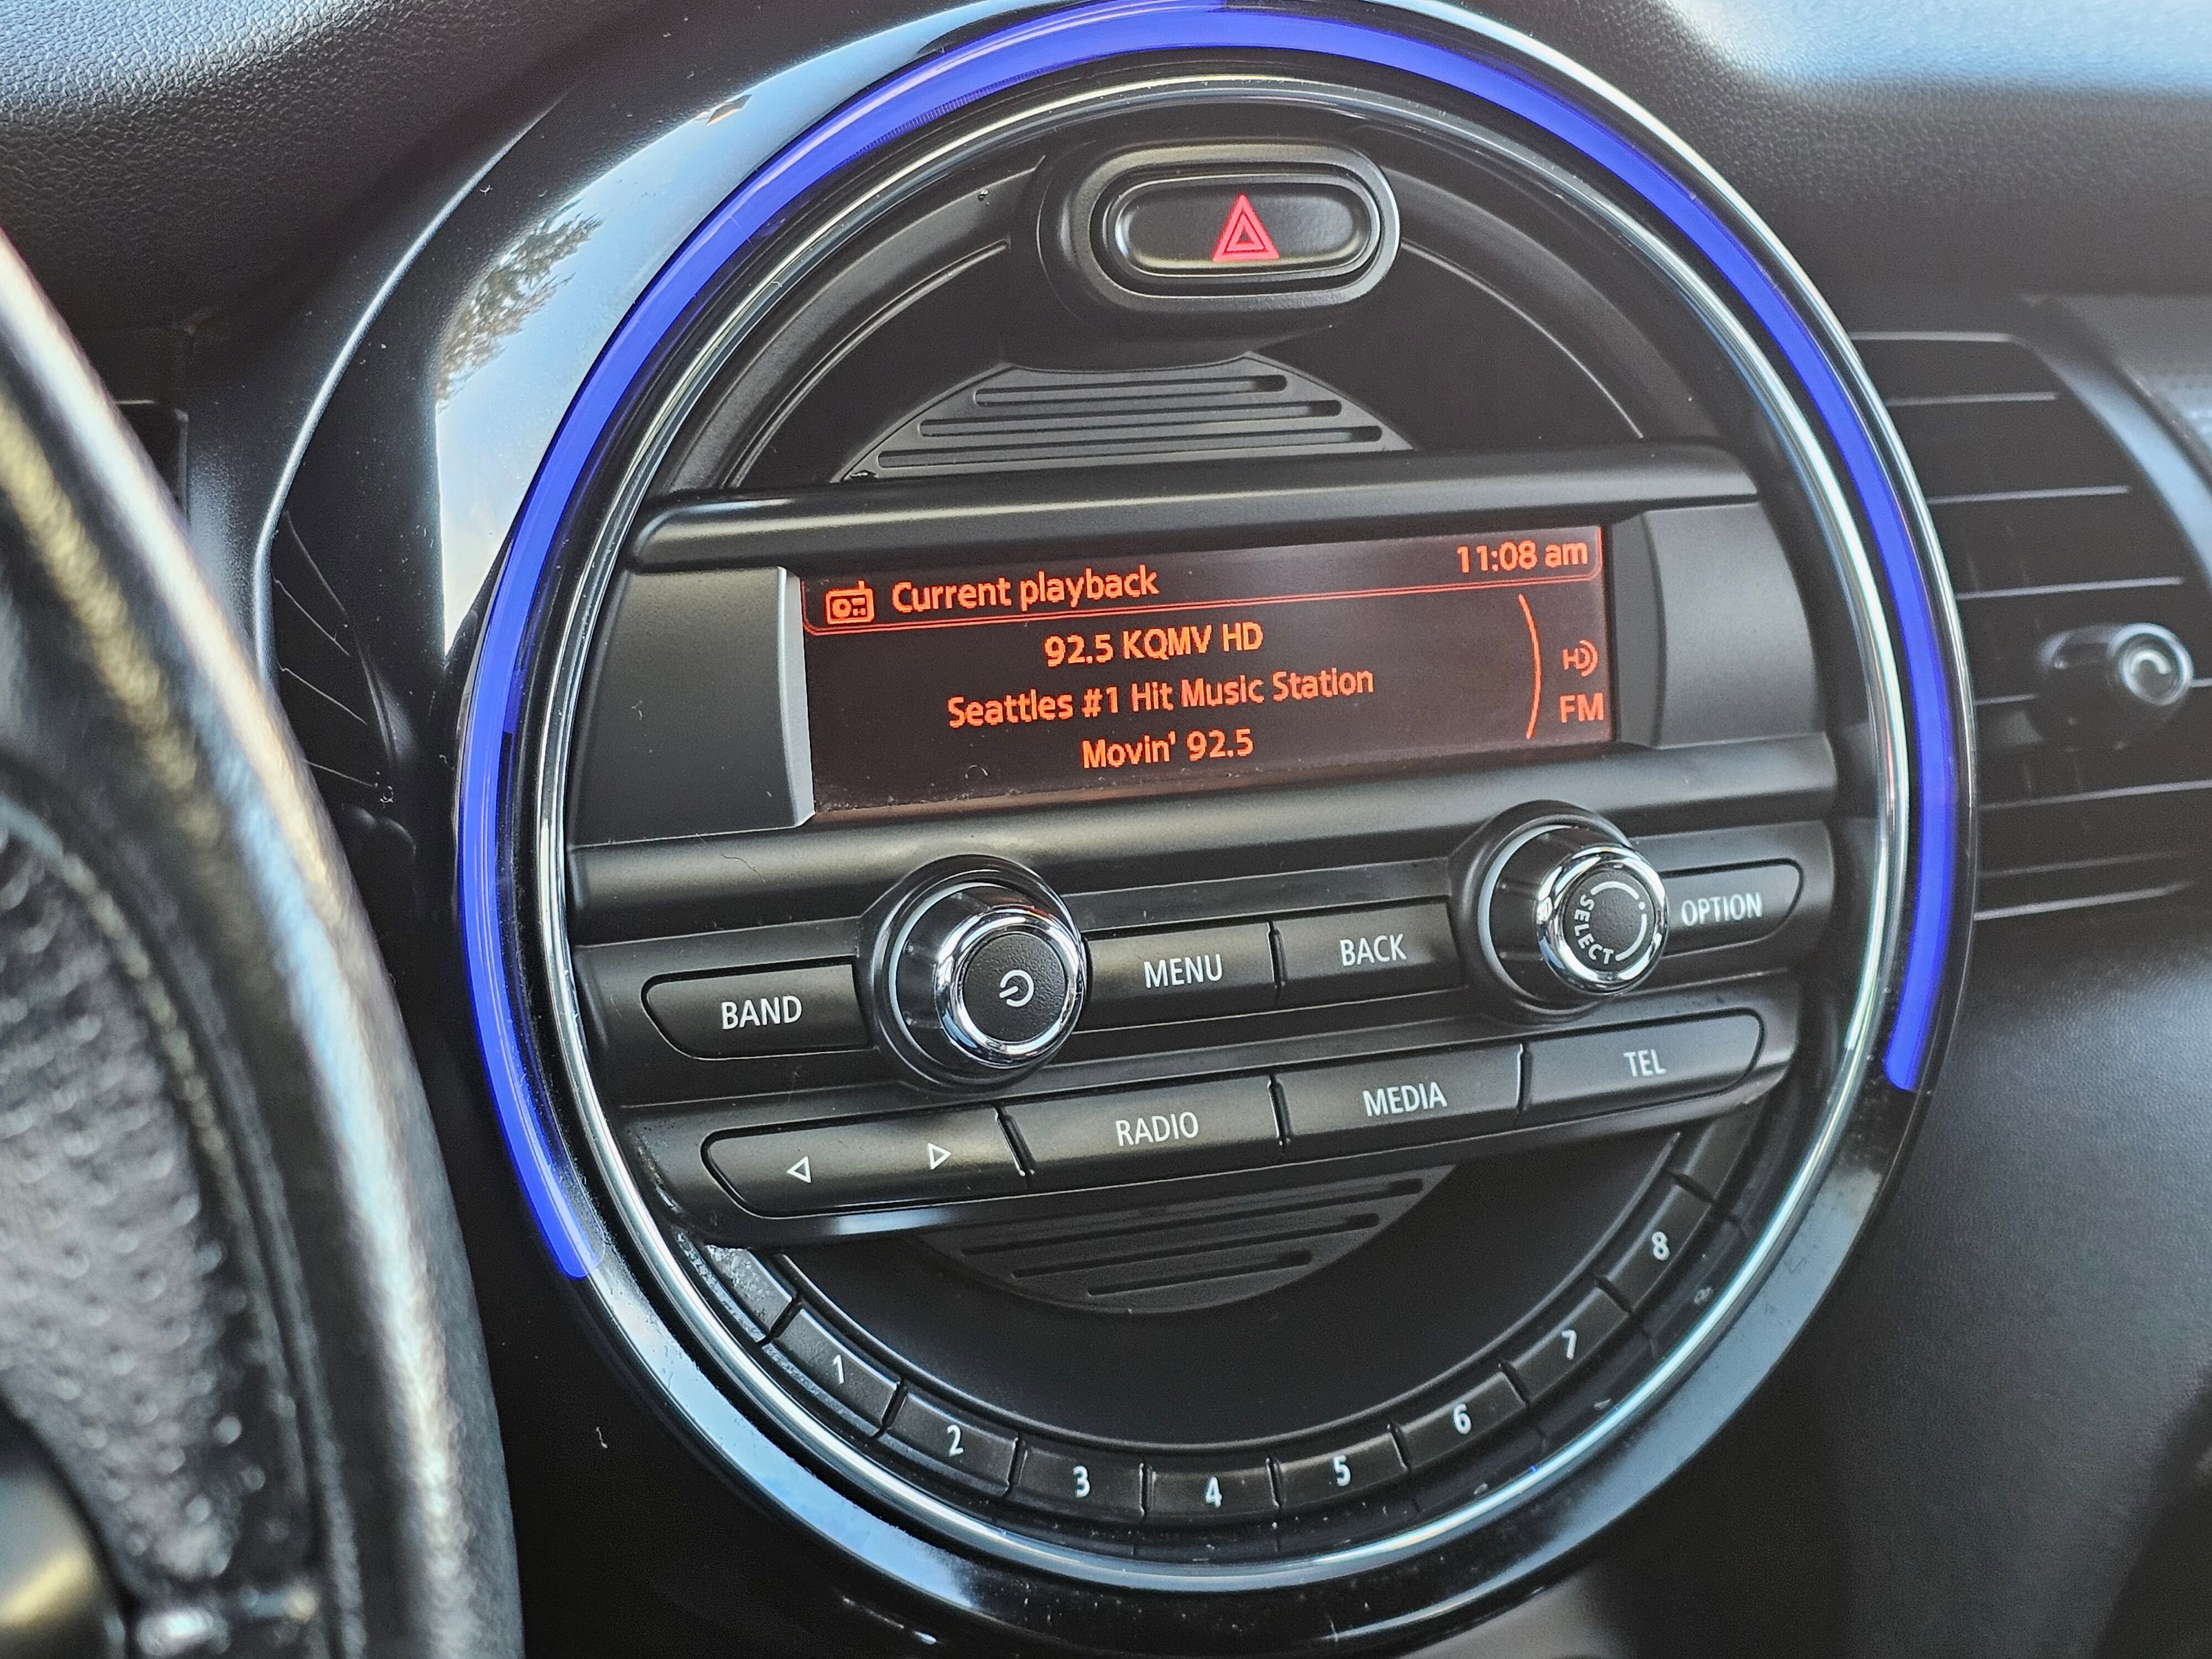 Current playback 11:08 am
92.5 KQMV HD
Seattles #1 Hit Music Station
Movin' 92.5
HD
FM
BAND MENU BACK SELECT OPTION
RADIO MEDIA TEL
1 2 3 4 5 6 7 8